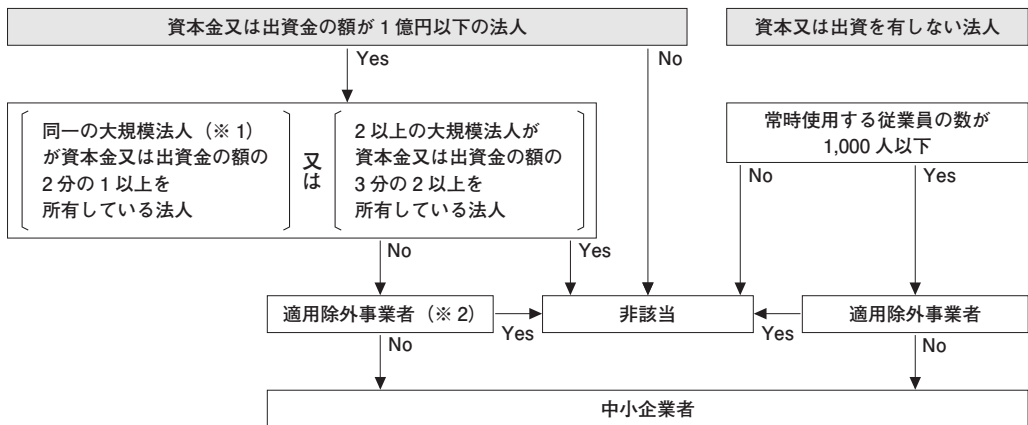 資本金又は出資金の額が1億円以下の法人
資本又は出資を有しない法人
Yes
No
同一の大規模法人（※1）
が資本金又は出資金の額の
2分の1以上を
所有している法人
又は
2以上の大規模法人が
資本金又は出資金の額の
3分の2以上を
所有している法人
常時使用する従業員の数が
1,000人以下
No
Yes
No
Yes
適用除外事業者（※2）
Yes
非該当
Yes
適用除外事業者
No
No
中小企業者